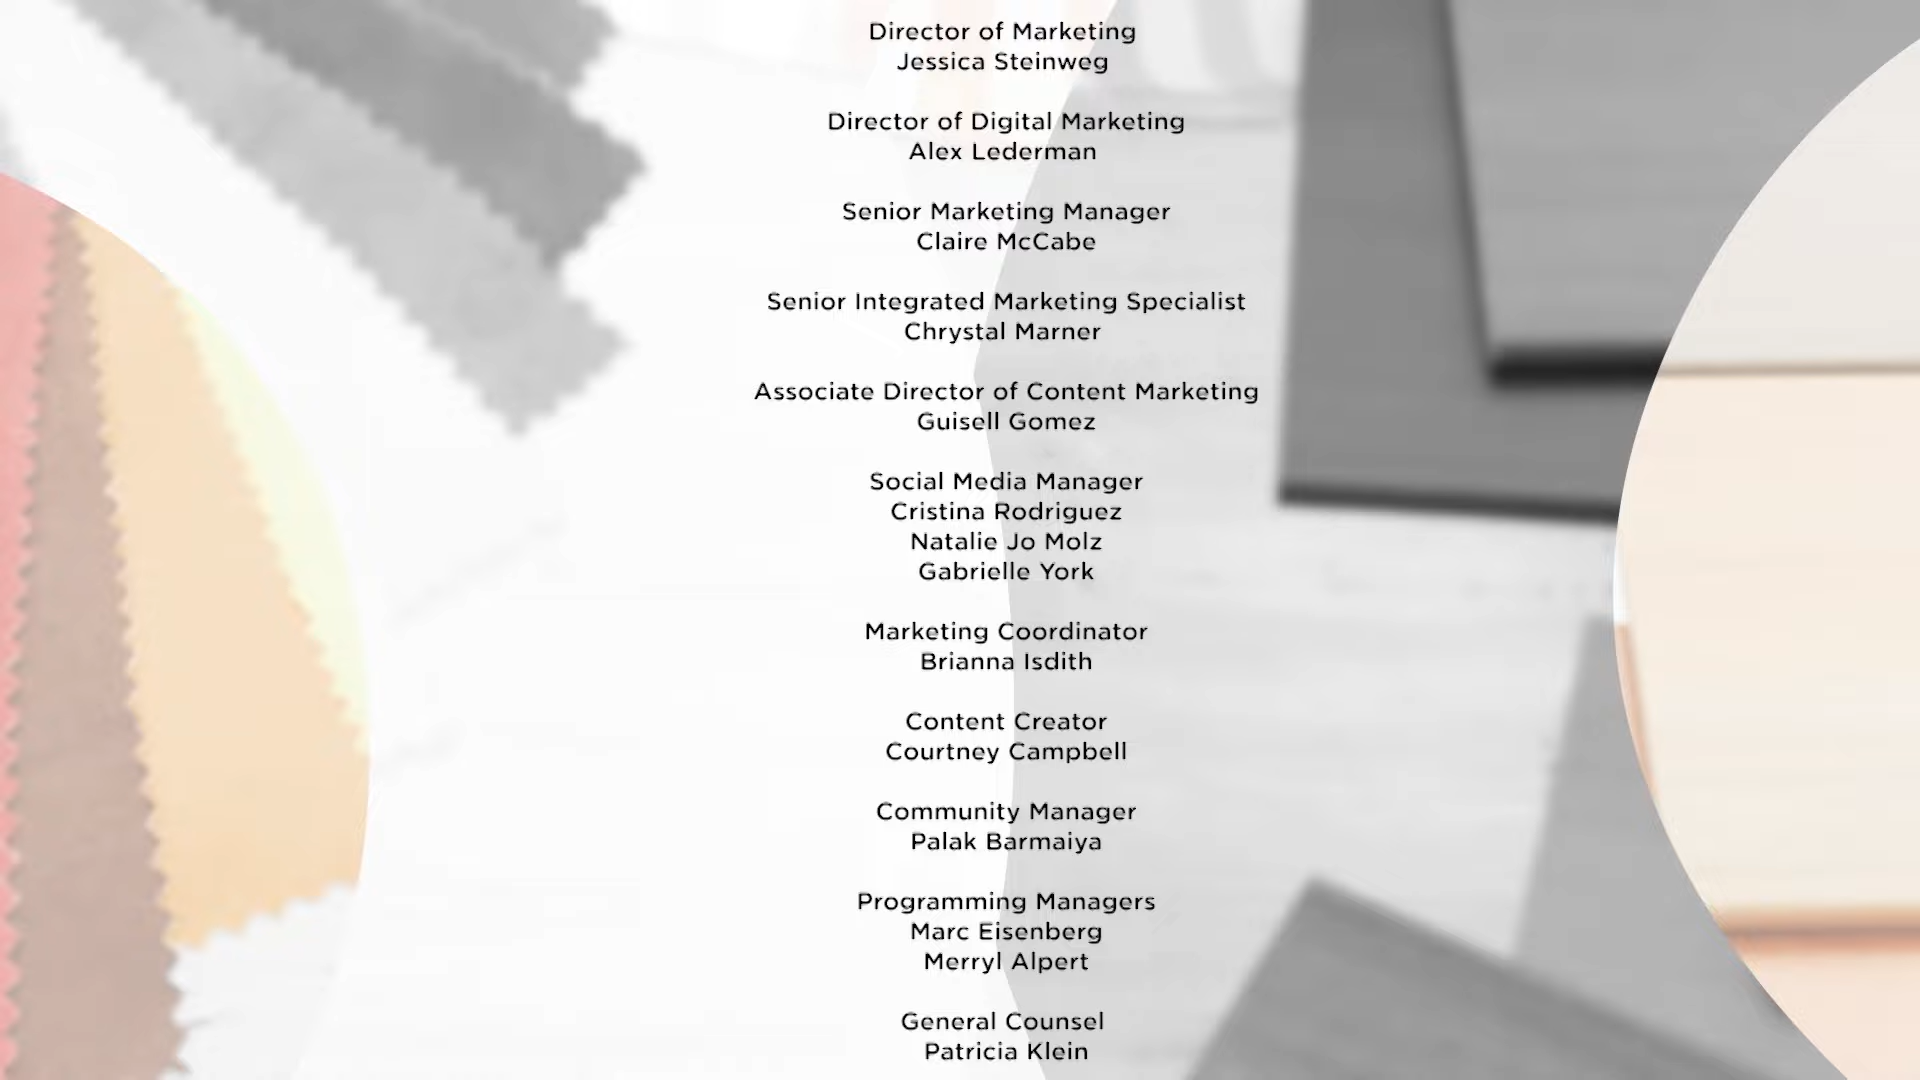 Director of Marketing
Jessica Steinweg
Director of Digital Marketing
Alex Lederman
Senior Marketing Manager
Claire McCabe
Senior Integrated Marketing Specialist
Chrystal Marner
Associate Director of Content Marketing
Guisell Gomez
Social Media Manager
Cristina Rodriguez
Natalie Jo Molz
Gabrielle York
Marketing Coordinator
Brianna Isdith
Content Creator
Courtney Campbell
Community Manager
Palak Barmaiya
Programming Managers
Marc Eisenberg
Merryl Alpert
General Counsel
Patricia Klein